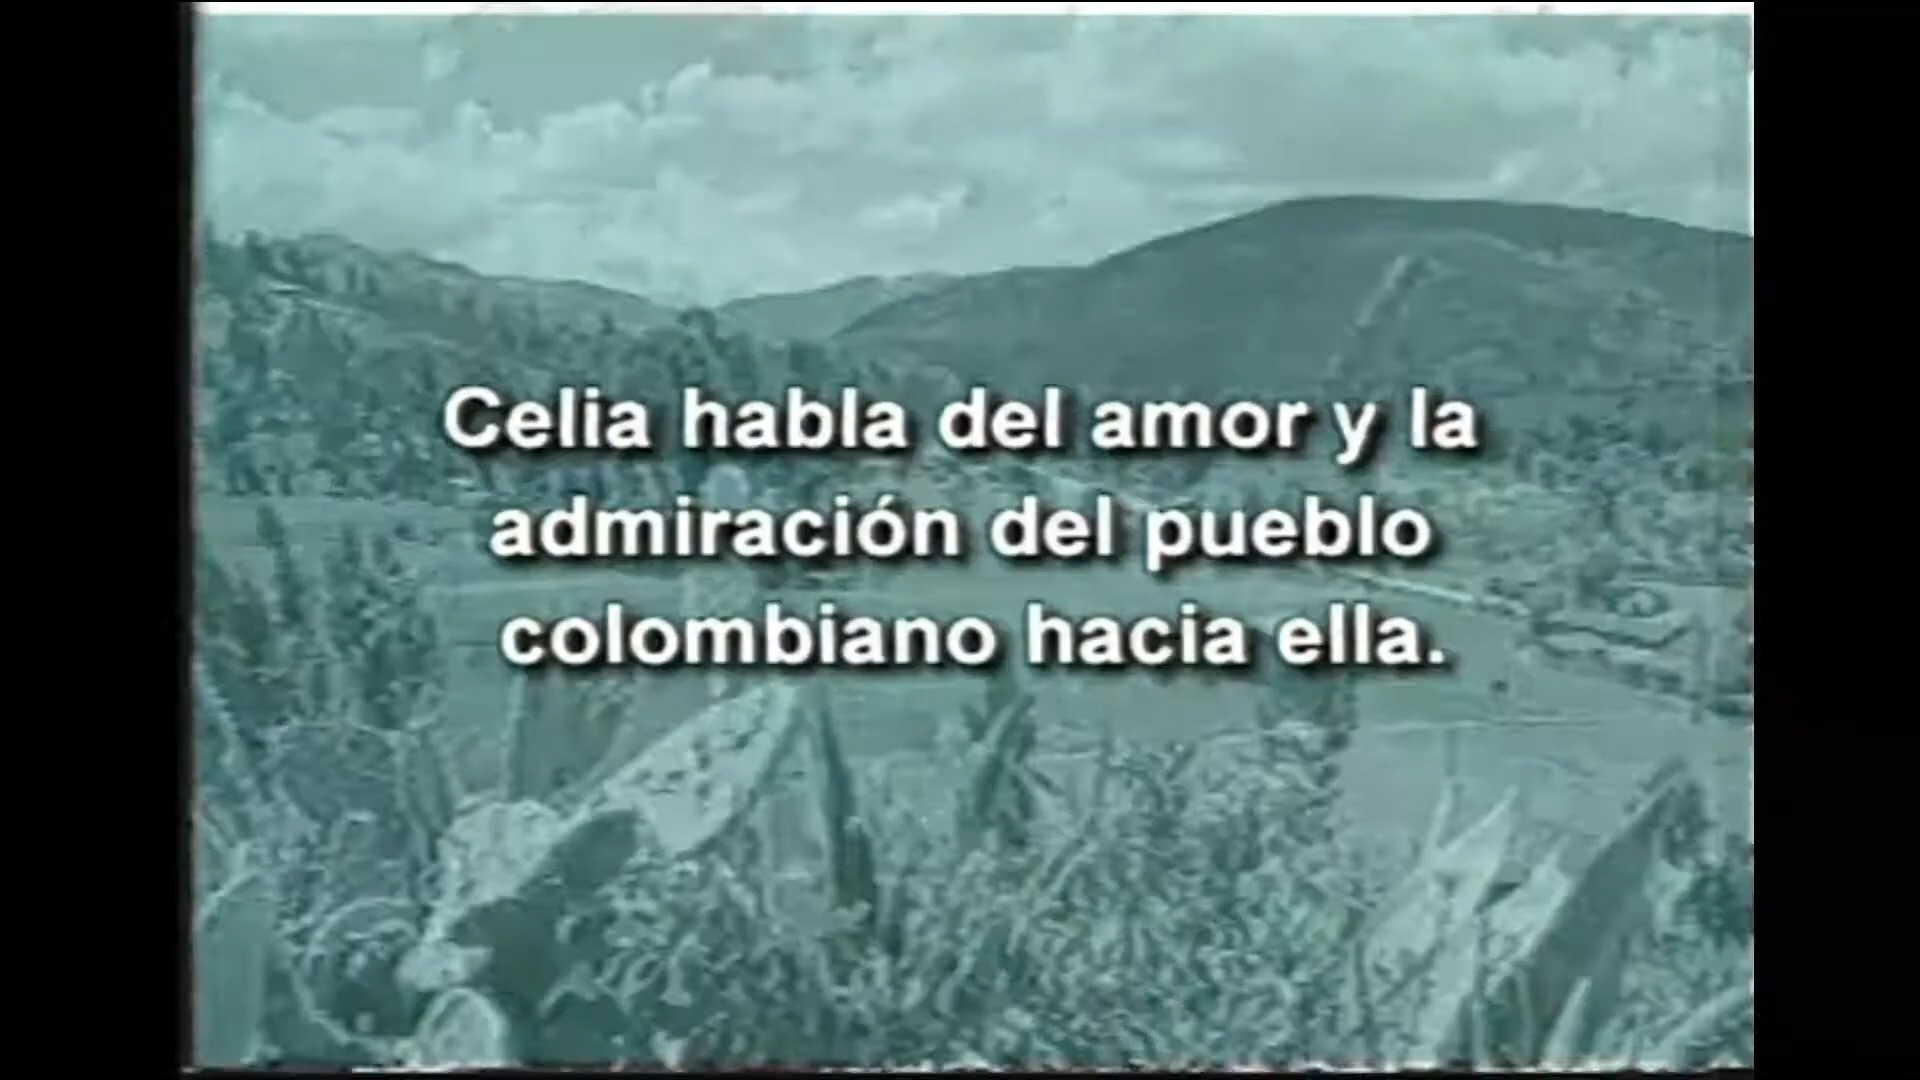 Celia habla del amor y la
admiración del pueblo
colombiano hacia ella.